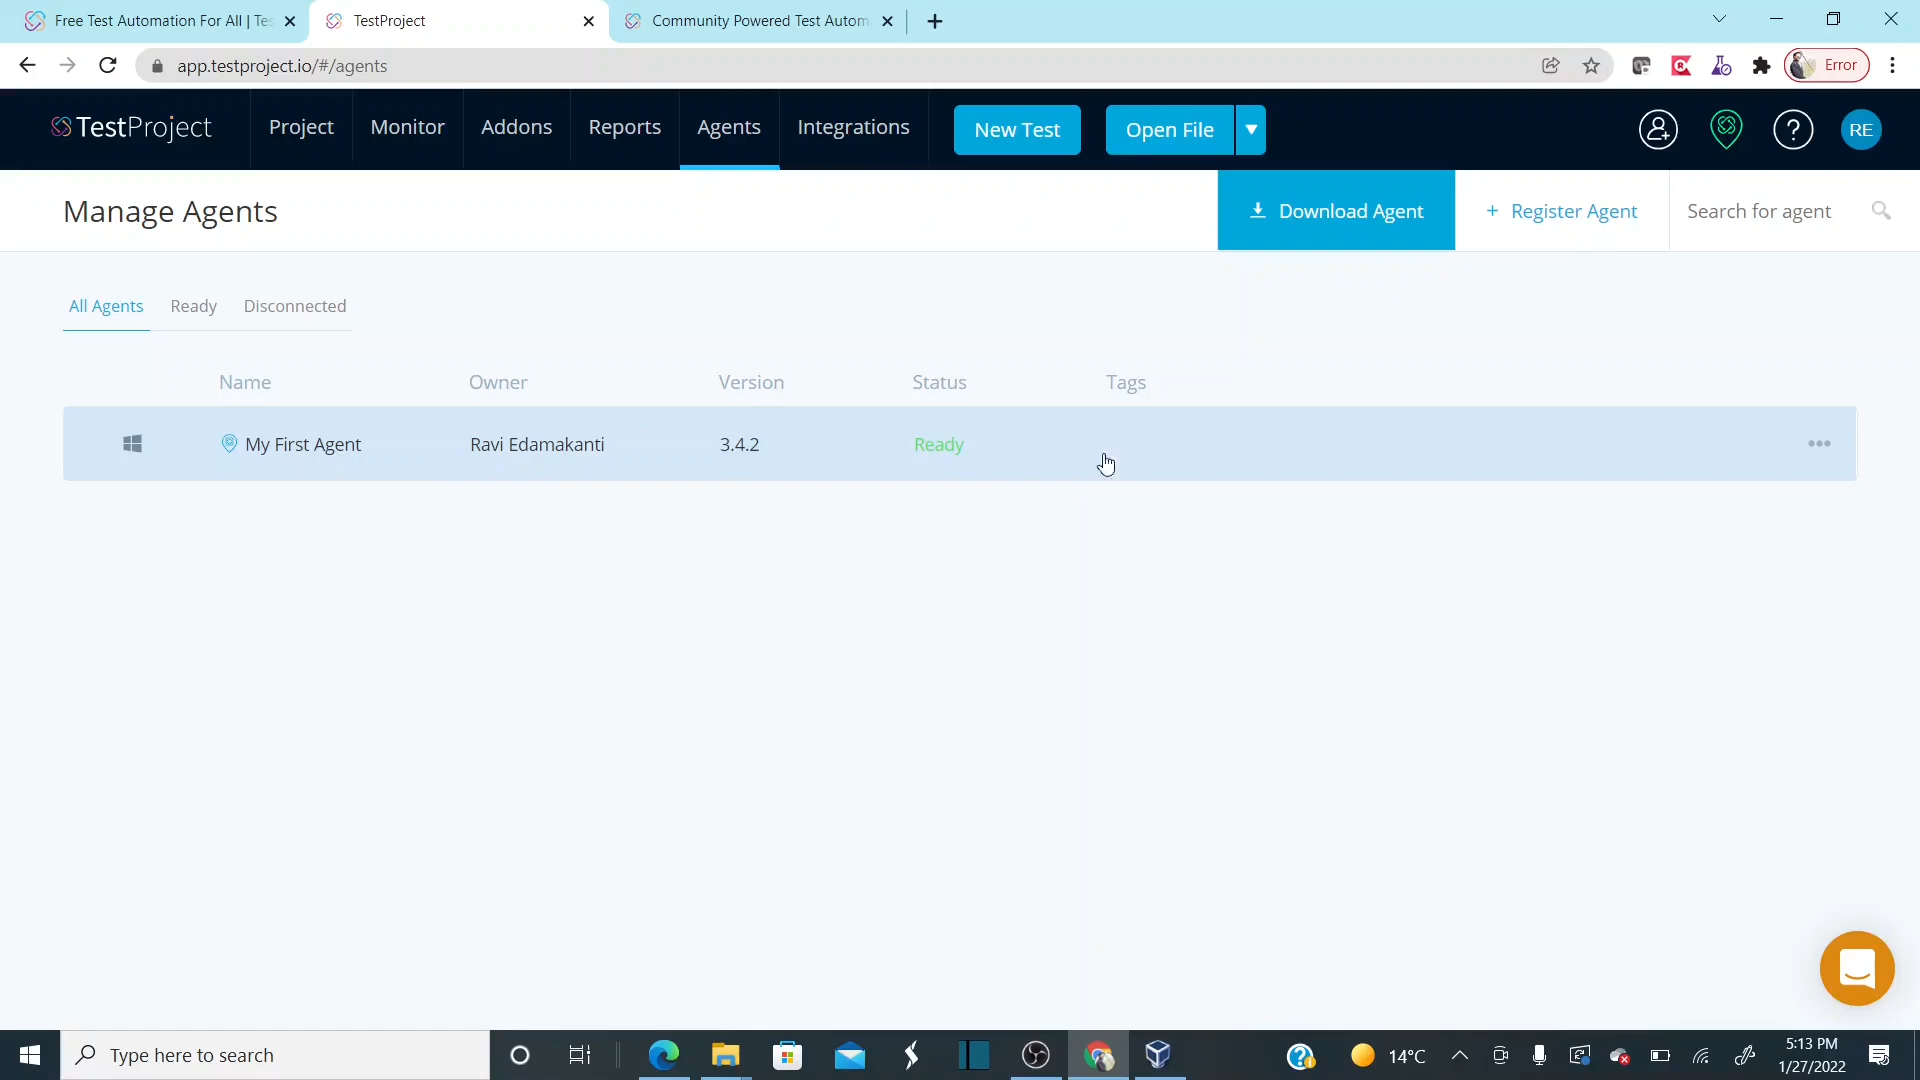 Free Test Automation For All | Tes
TestProject
Community Powered Test Autom
app.testproject.io/#/agents
Error
TestProject
Project
Monitor
Addons
Reports
Agents
Integrations
New Test
Open File
RE
Manage Agents
Download Agent
+ Register Agent
Search for agent
All Agents
Ready
Disconnected
Name
Owner
Version
Status
Tags
My First Agent
Ravi Edamakanti
3.4.2
Ready
Type here to search
14°C
5:13 PM
1/27/2022